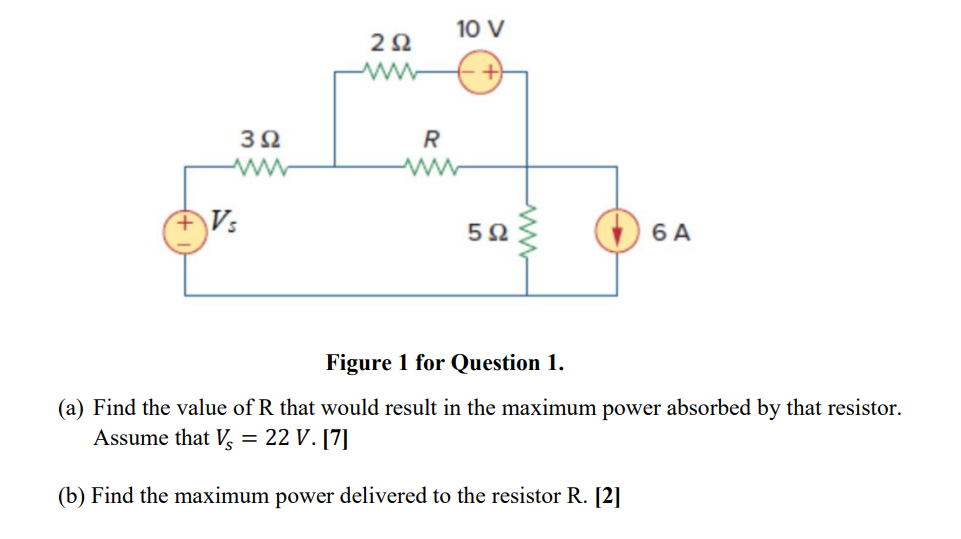 10 V
2 Ω
− +
3 Ω
R
+ Vₛ
−
5 Ω
6 A
Figure 1 for Question 1.
(a) Find the value of R that would result in the maximum power absorbed by that resistor.
Assume that Vₛ = 22 V. [7]
(b) Find the maximum power delivered to the resistor R. [2]